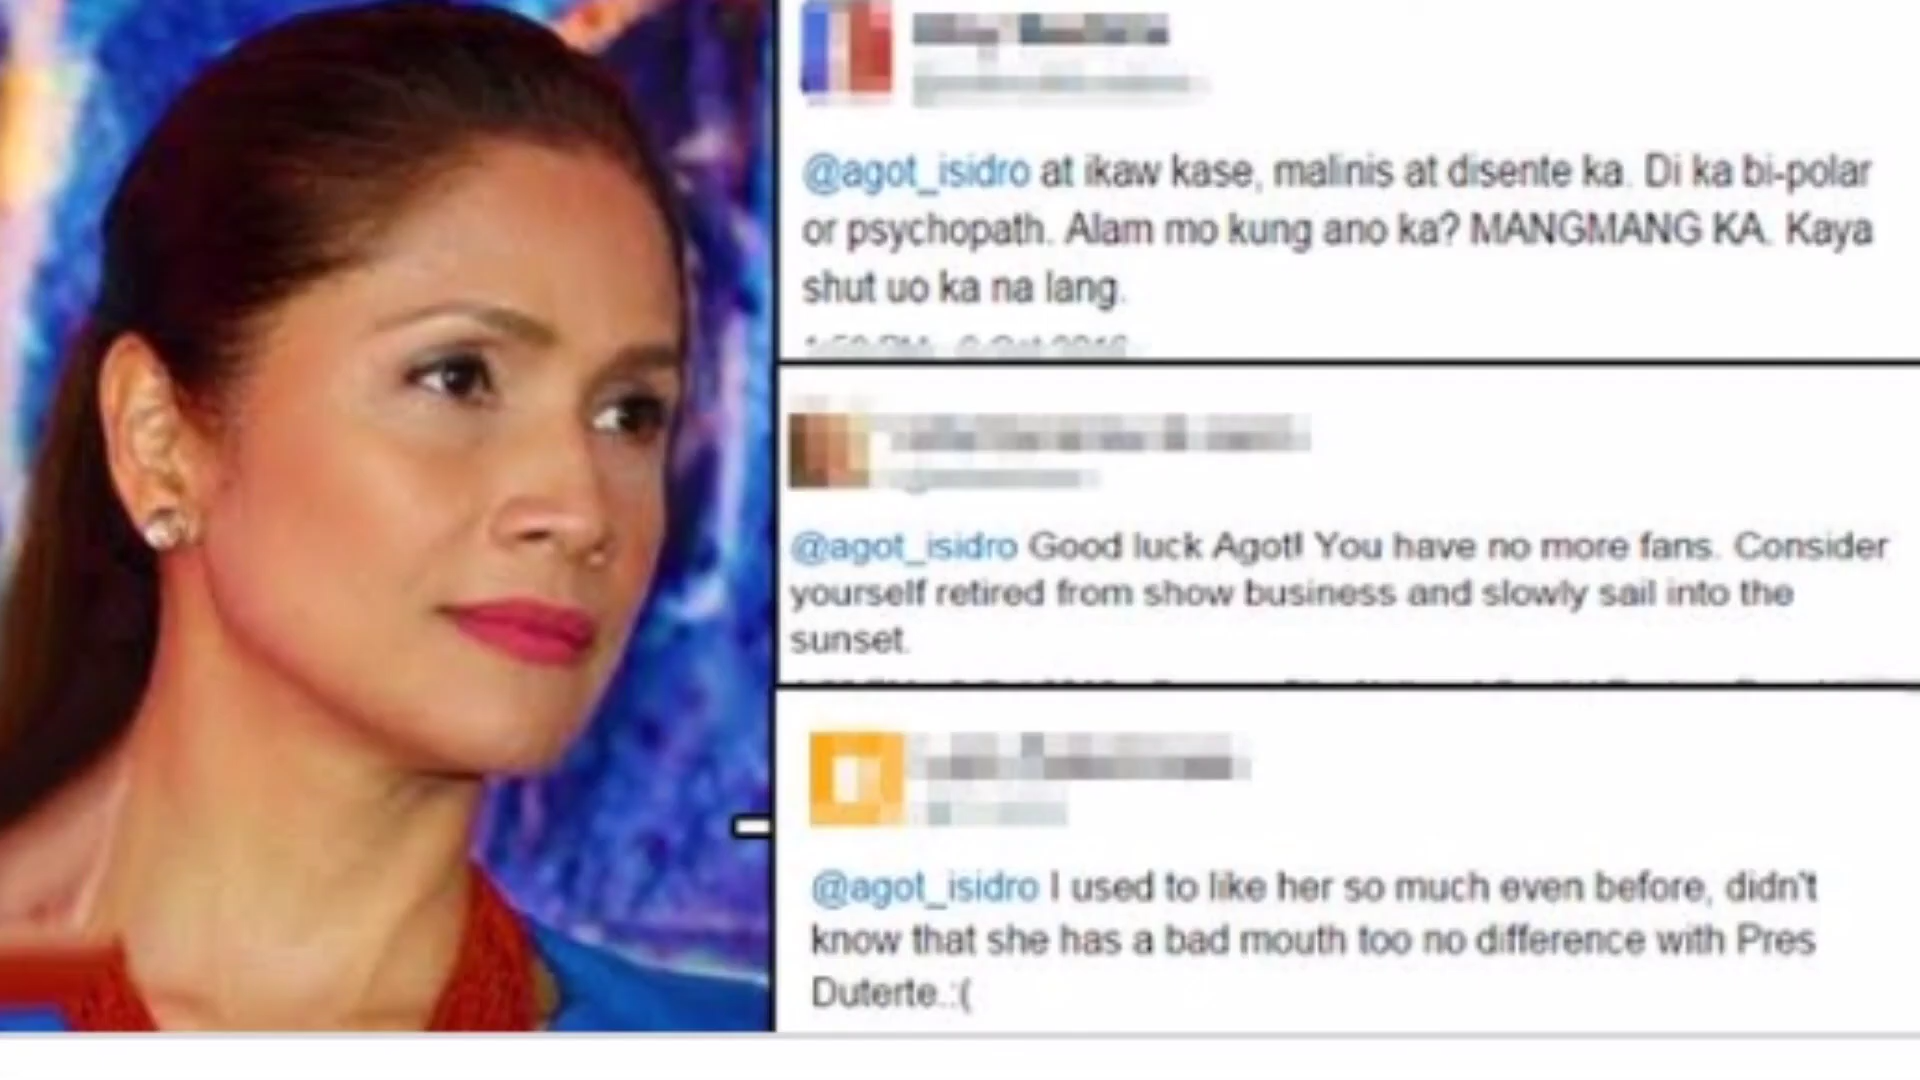 @agot_isidro at ikaw kase, malinis at disente ka. Di ka bi-polar
or psychopath. Alam mo kung ano ka? MANGMANG KA. Kaya
shut uo ka na lang.
@agot_isidro Good luck Agot! You have no more fans. Consider
yourself retired from show business and slowly sail into the
sunset.
@agot_isidro I used to like her so much even before, didn't
know that she has a bad mouth too no difference with Pres
Duterte.:(